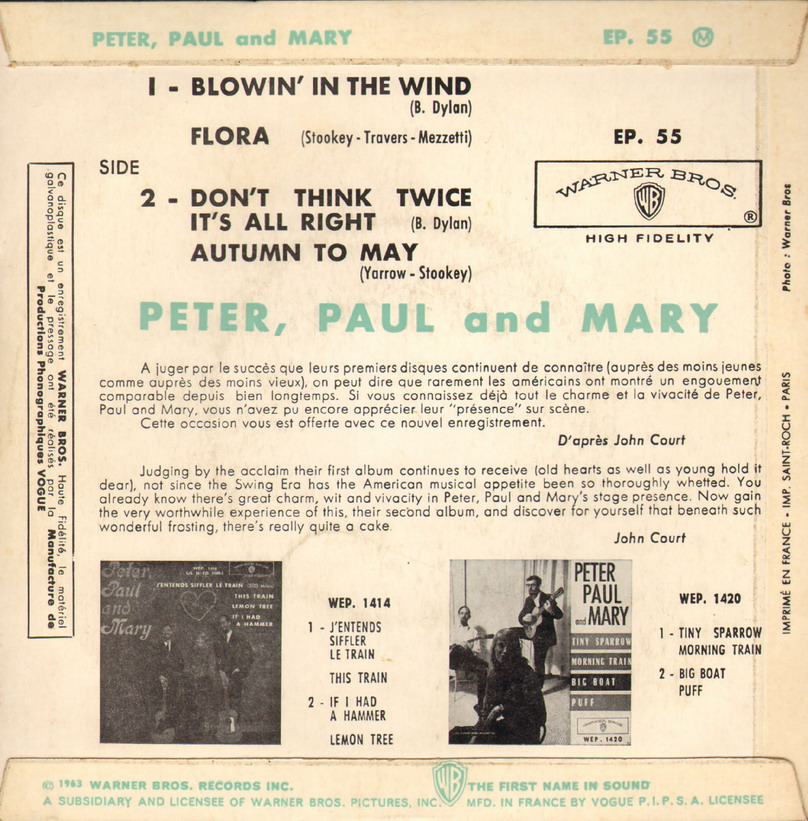 PETER, PAUL and MARY EP. 55 M
1 - BLOWIN' IN THE WIND
(B. Dylan)
FLORA (Stookey - Travers - Mezzetti)
SIDE
2 - DON'T THINK TWICE
IT'S ALL RIGHT (B. Dylan)
AUTUMN TO MAY
(Yarrow - Stookey)
EP. 55
WARNER BROS.
WB
®
HIGH FIDELITY
PETER, PAUL and MARY
A juger par le succès que leurs premiers disques continuent de connaître (auprès des moins jeunes
comme auprès des moins vieux), on peut dire que rarement les américains ont montré un engouement
comparable depuis bien longtemps. Si vous connaissez déjà tout le charme et la vivacité de Peter,
Paul and Mary, vous n'avez pu encore apprécier leur "présence" sur scène.
Cette occasion vous est offerte avec ce nouvel enregistrement.
D'après John Court
Judging by the acclaim their first album continues to receive (old hearts as well as young hold it
dear), not since the Swing Era has the American musical appetite been so thoroughly whetted. You
already know there's great charm, wit and vivacity in Peter, Paul and Mary's stage presence. Now gain
the very worthwhile experience of this, their second album, and discover for yourself that beneath such
wonderful frosting, there's really quite a cake.
John Court
Ce disque est un enregistrement WARNER BROS. Haute Fidélité, le matériel
galvanoplastique et le pressage ont été réalisés par la Manufacture de
Productions Phonographiques VOGUE
Photo : Warner Bros
IMPRIMÉ EN FRANCE - IMP. SAINT-ROCH • PARIS
Peter,
Paul
and
Mary
J'ENTENDS SIFFLER LE TRAIN
THIS TRAIN
LEMON TREE
IF I HAD
A HAMMER
WEP. 1414
1 - J'ENTENDS
SIFFLER
LE TRAIN
THIS TRAIN
2 - IF I HAD
A HAMMER
LEMON TREE
PETER
PAUL
and MARY
TINY SPARROW
MORNING TRAIN
BIG BOAT
PUFF
WEP. 1420
WEP. 1420
1 - TINY SPARROW
MORNING TRAIN
2 - BIG BOAT
PUFF
℗ 1963 WARNER BROS. RECORDS INC. WB THE FIRST NAME IN SOUND
A SUBSIDIARY AND LICENSEE OF WARNER BROS. PICTURES, INC. MFD. IN FRANCE BY VOGUE P.I.P.S.A. LICENSEE